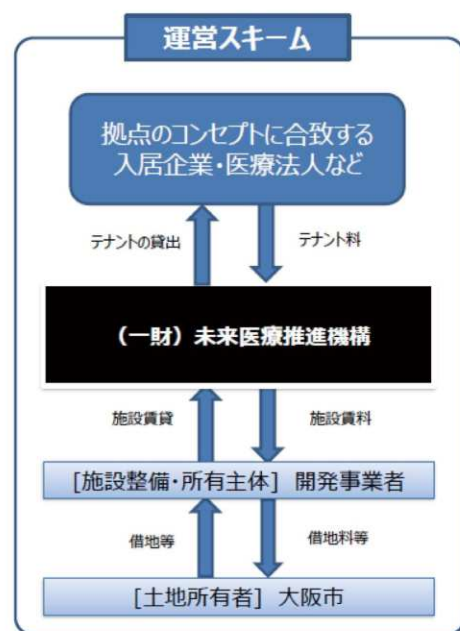 運営スキーム
拠点のコンセプトに合致する
入居企業・医療法人など
テナントの貸出
テナント料
（一財）未来医療推進機構
施設賃貸
施設賃料
[施設整備・所有主体] 開発事業者
借地等
借地料等
[土地所有者] 大阪市